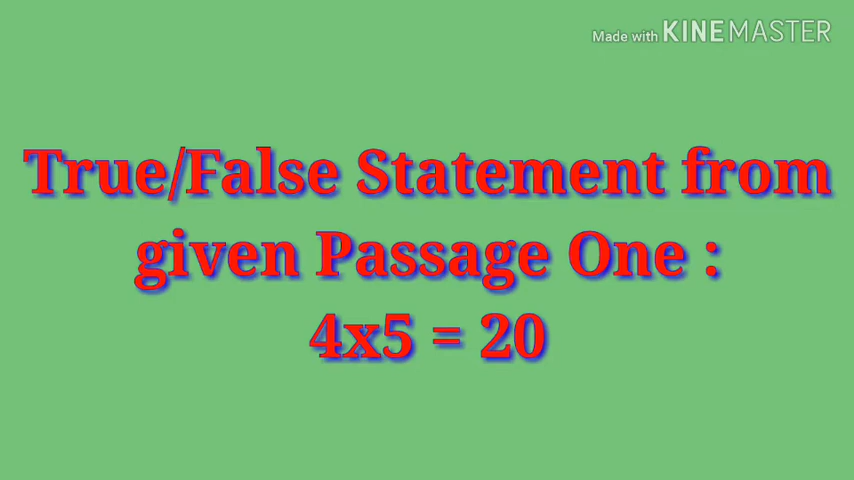 Made with KINEMASTER
True/False Statement from
given Passage One :
4x5 = 20